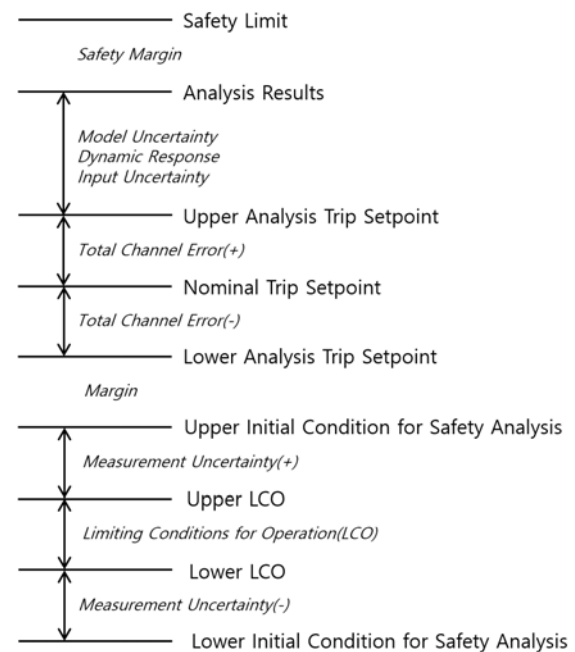 Safety Limit
Safety Margin
Analysis Results
Model Uncertainty
Dynamic Response
Input Uncertainty
Upper Analysis Trip Setpoint
Total Channel Error(+)
Nominal Trip Setpoint
Total Channel Error(-)
Lower Analysis Trip Setpoint
Margin
Upper Initial Condition for Safety Analysis
Measurement Uncertainty(+)
Upper LCO
Limiting Conditions for Operation(LCO)
Lower LCO
Measurement Uncertainty(-)
Lower Initial Condition for Safety Analysis